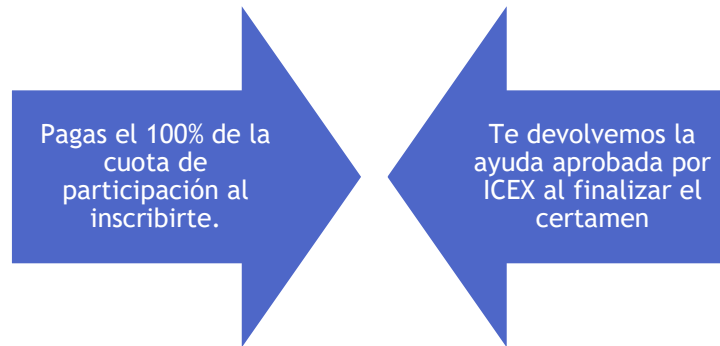 Pagas el 100% de la
cuota de
participación al
inscribirte.
Te devolvemos la
ayuda aprobada por
ICEX al finalizar el
certamen